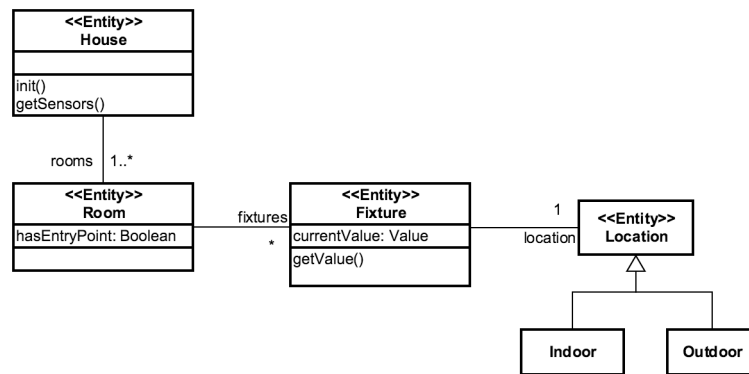 <<Entity>>
House
init()
getSensors()
rooms 1..*
<<Entity>>
Room
hasEntryPoint: Boolean
fixtures
*
<<Entity>>
Fixture
currentValue: Value
getValue()
1
location
<<Entity>>
Location
Indoor
Outdoor